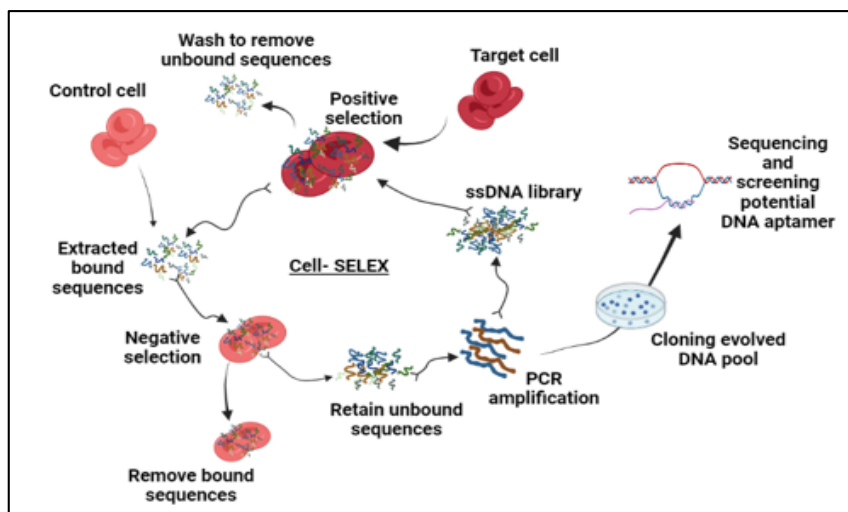 Wash to remove
unbound sequences
Target cell
Control cell
Positive
selection
Sequencing
and
screening
potential
DNA aptamer
ssDNA library
Extracted
bound
sequences
Cell- SELEX
Negative
selection
Cloning evolved
DNA pool
PCR
amplification
Retain unbound
sequences
Remove bound
sequences